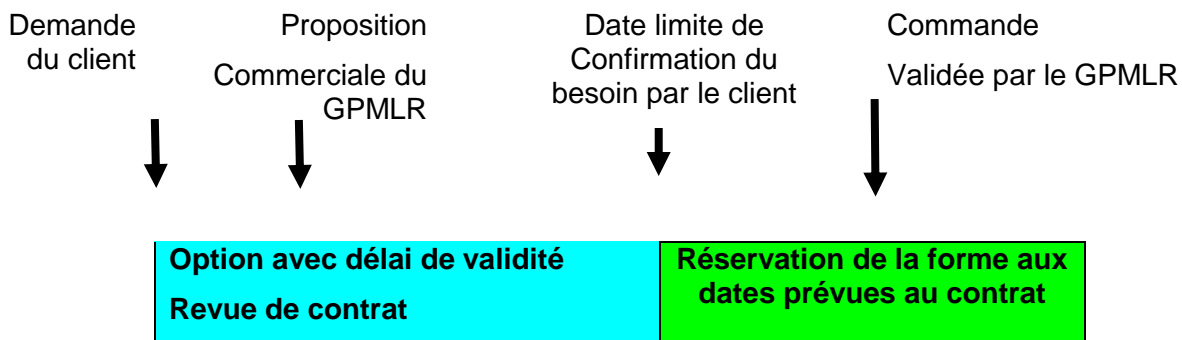 Demande
du client
Proposition
Commerciale du
GPMLR
Date limite de
Confirmation du
besoin par le client
Commande
Validée par le GPMLR
Option avec délai de validité
Revue de contrat
Réservation de la forme aux
dates prévues au contrat